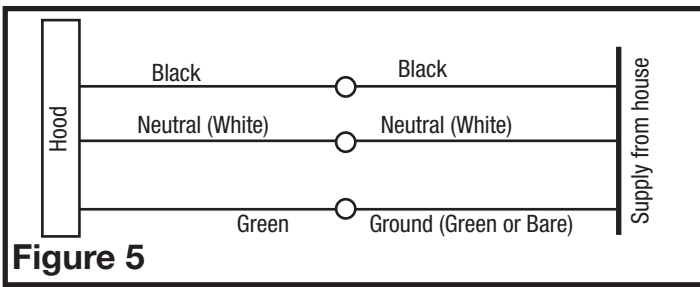 Hood
Black
Black
Neutral (White)
Neutral (White)
Green
Ground (Green or Bare)
Supply from house
Figure 5